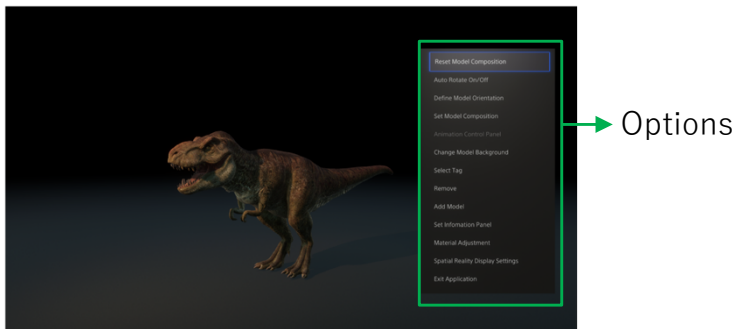 Reset Model Composition
Auto Rotate On/Off
Define Model Orientation
Set Model Composition
Animation Control Panel
Change Model Background
Select Tag
Remove
Add Model
Set Infomation Panel
Material Adjustment
Spatial Reality Display Settings
Exit Application
Options